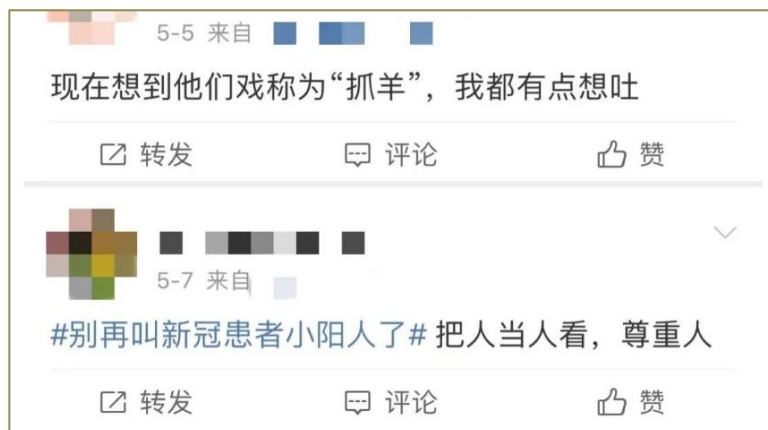 5-5 来自
现在想到他们戏称为“抓羊”，我都有点想吐
转发 评论 赞
5-7 来自
#别再叫新冠患者小阳人了# 把人当人看，尊重人
转发 评论 赞